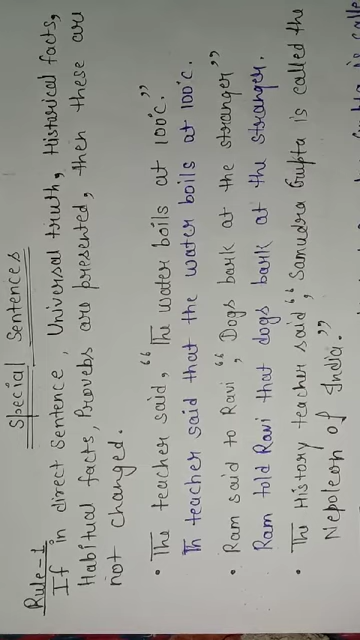 Special Sentences
Rule-1
If in direct sentence, Universal truth, Historical facts,
Habitual facts, Proverbs are presented, then these are
not changed.
• The teacher said, "The water boils at 100°c."
Th teacher said that the water boils at 100°c.
• Ram said to Ravi, "Dogs bark at the stranger"
Ram told Ravi that dogs bark at the stranger.
• The History teacher said "Samudra Gupta is called the
Nepoleon of India."